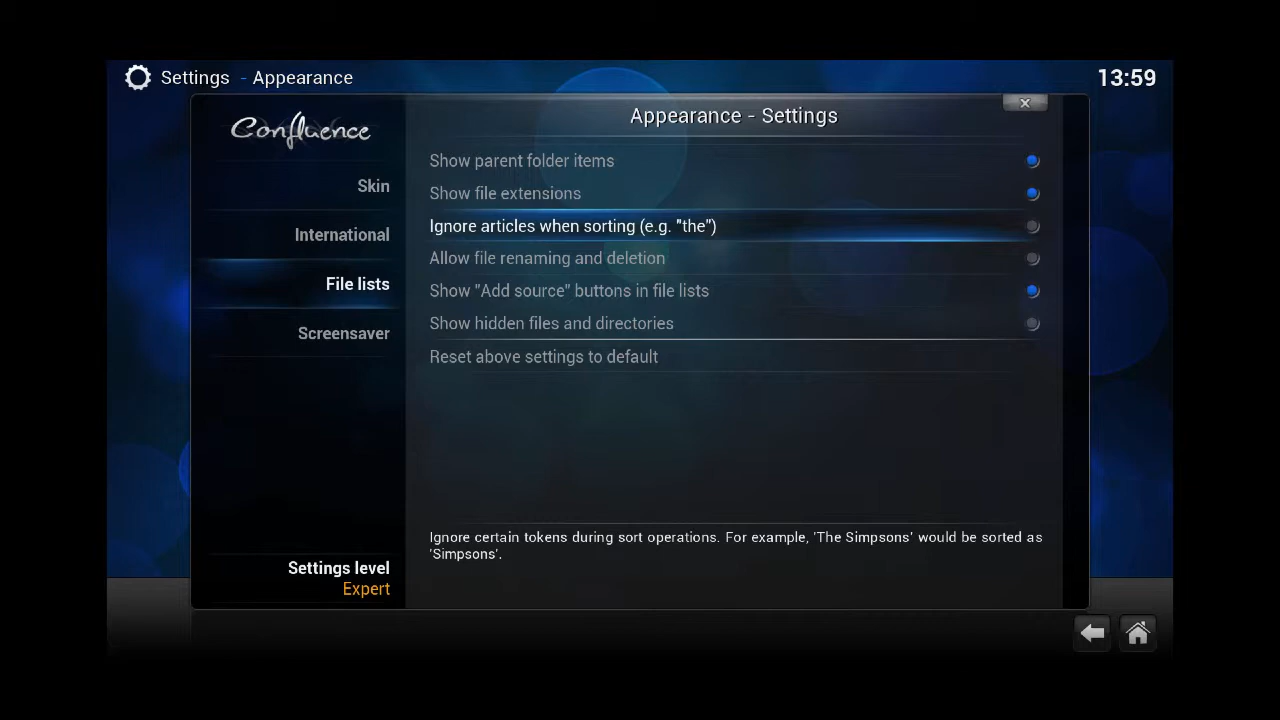 Settings - Appearance
13:59
Confluence
Appearance - Settings
Skin
International
File lists
Screensaver
Show parent folder items
Show file extensions
Ignore articles when sorting (e.g. "the")
Allow file renaming and deletion
Show "Add source" buttons in file lists
Show hidden files and directories
Reset above settings to default
Ignore certain tokens during sort operations. For example, 'The Simpsons' would be sorted as
'Simpsons'.
Settings level
Expert